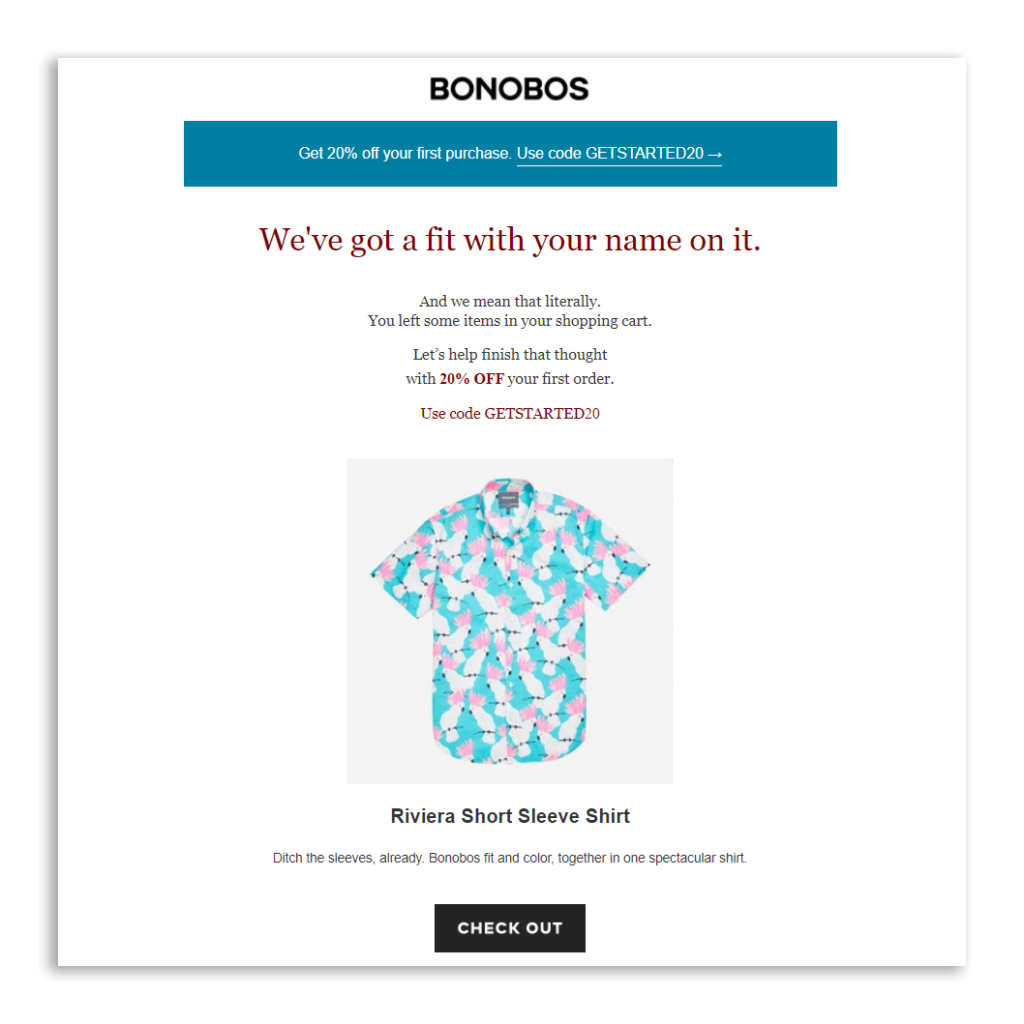 BONOBOS
Get 20% off your first purchase. Use code GETSTARTED20 →
We've got a fit with your name on it.
And we mean that literally.
You left some items in your shopping cart.
Let’s help finish that thought
with 20% OFF your first order.
Use code GETSTARTED20
Riviera Short Sleeve Shirt
Ditch the sleeves, already. Bonobos fit and color, together in one spectacular shirt.
CHECK OUT